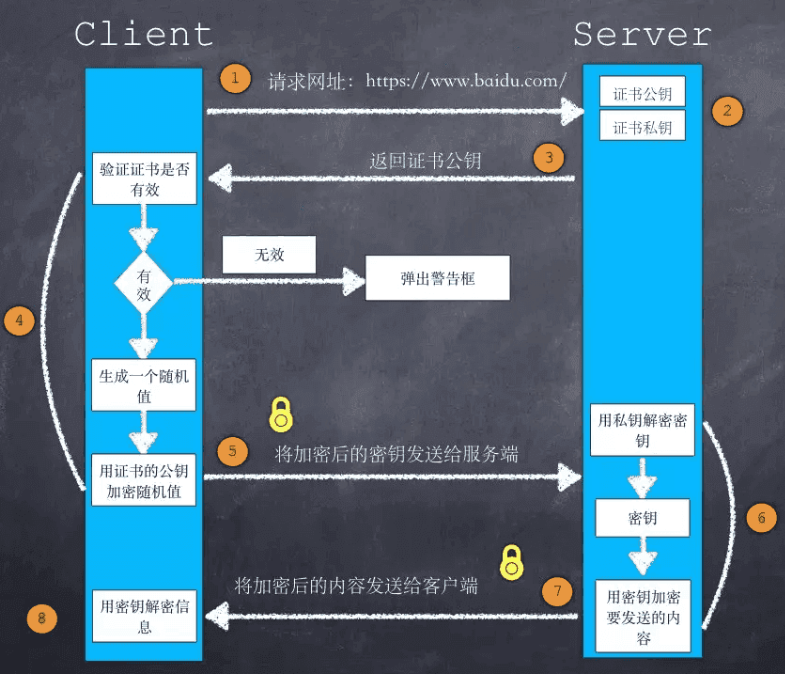 Client
Server
1
请求网址：https://www.baidu.com/
证书公钥
证书私钥
2
返回证书公钥
3
验证证书是否
有效
无效
有
效
弹出警告框
4
生成一个随机
值
用证书的公钥
加密随机值
5
将加密后的密钥发送给服务端
用私钥解密密
钥
密钥
6
用密钥加密
要发送的内
容
7
将加密后的内容发送给客户端
8
用密钥解密信
息